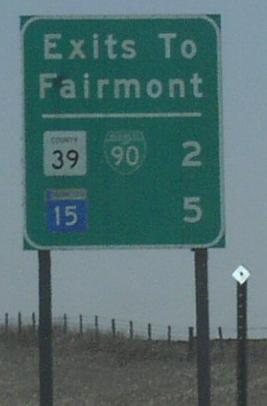 Exits To
Fairmont
COUNTY
39 90 2
15 5